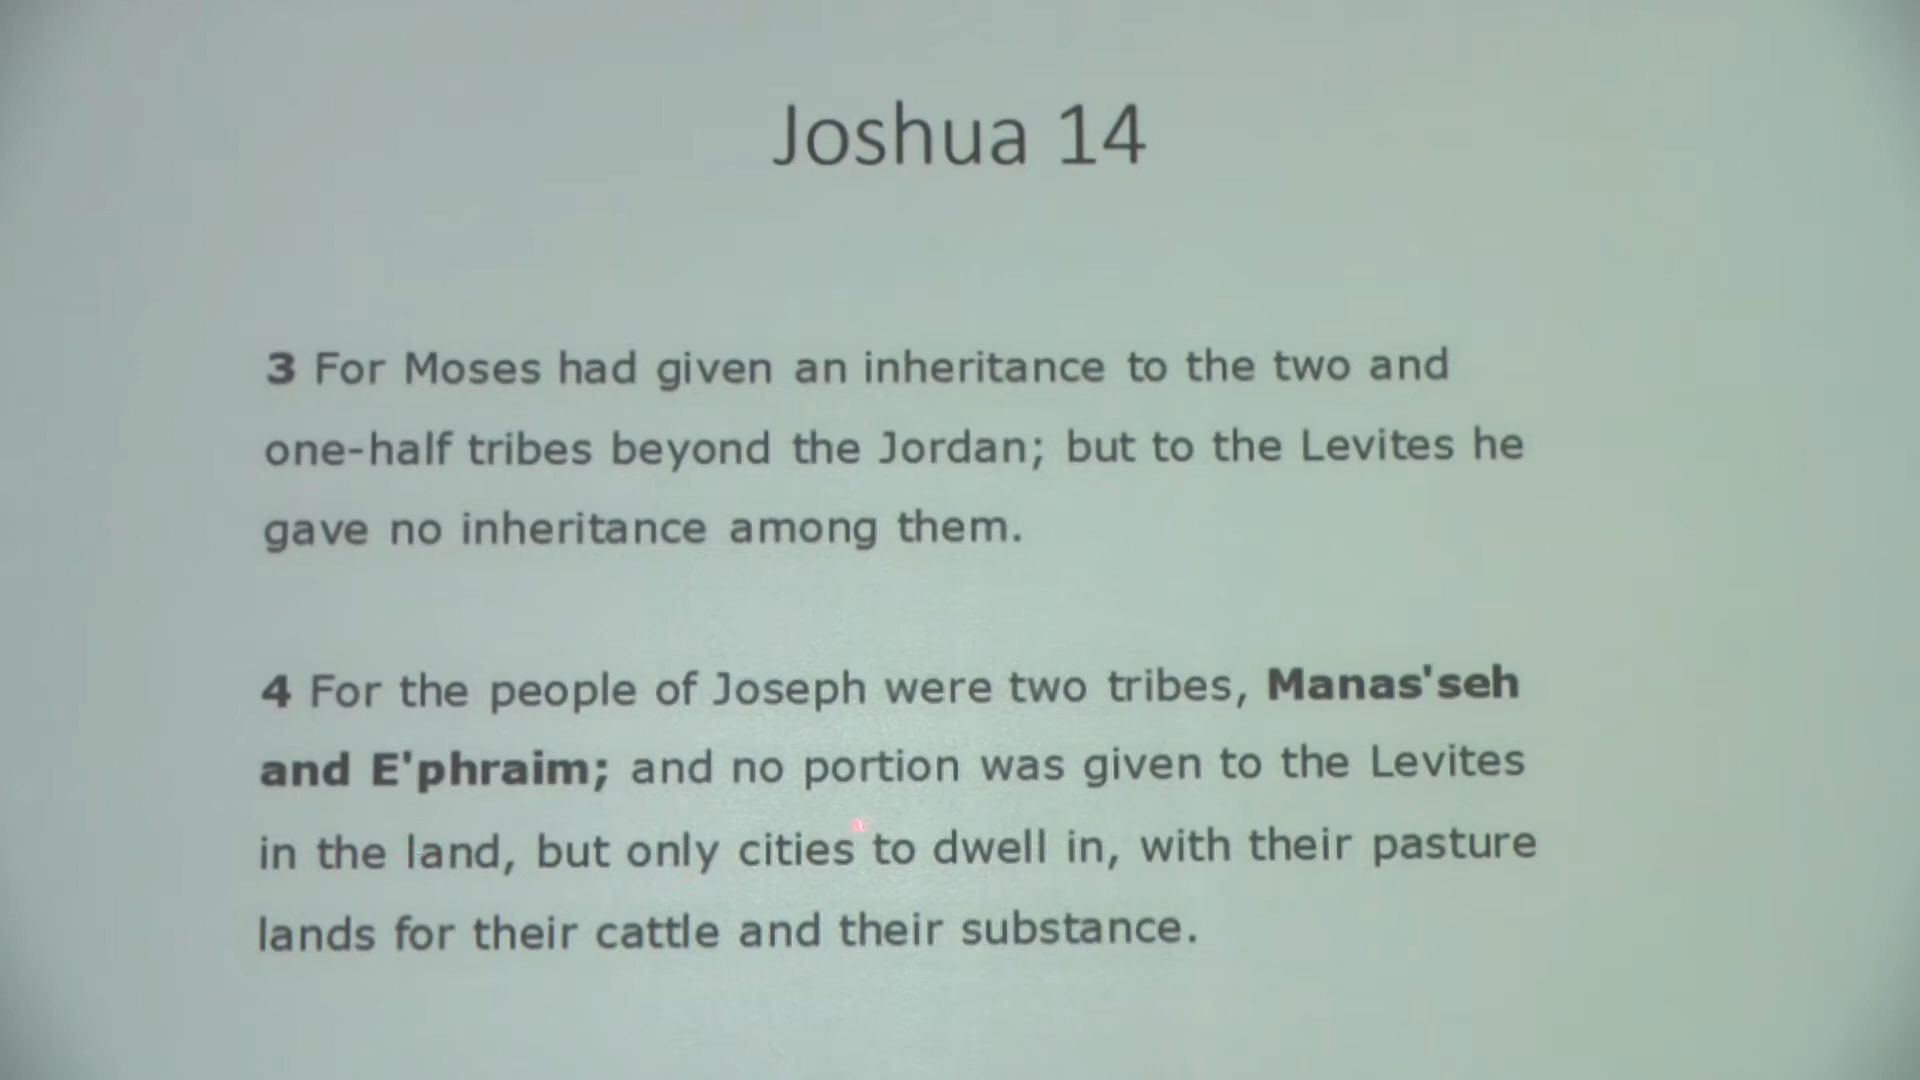 Joshua 14
3 For Moses had given an inheritance to the two and
one-half tribes beyond the Jordan; but to the Levites he
gave no inheritance among them.
4 For the people of Joseph were two tribes, Manas'seh
and E'phraim; and no portion was given to the Levites
in the land, but only cities to dwell in, with their pasture
lands for their cattle and their substance.